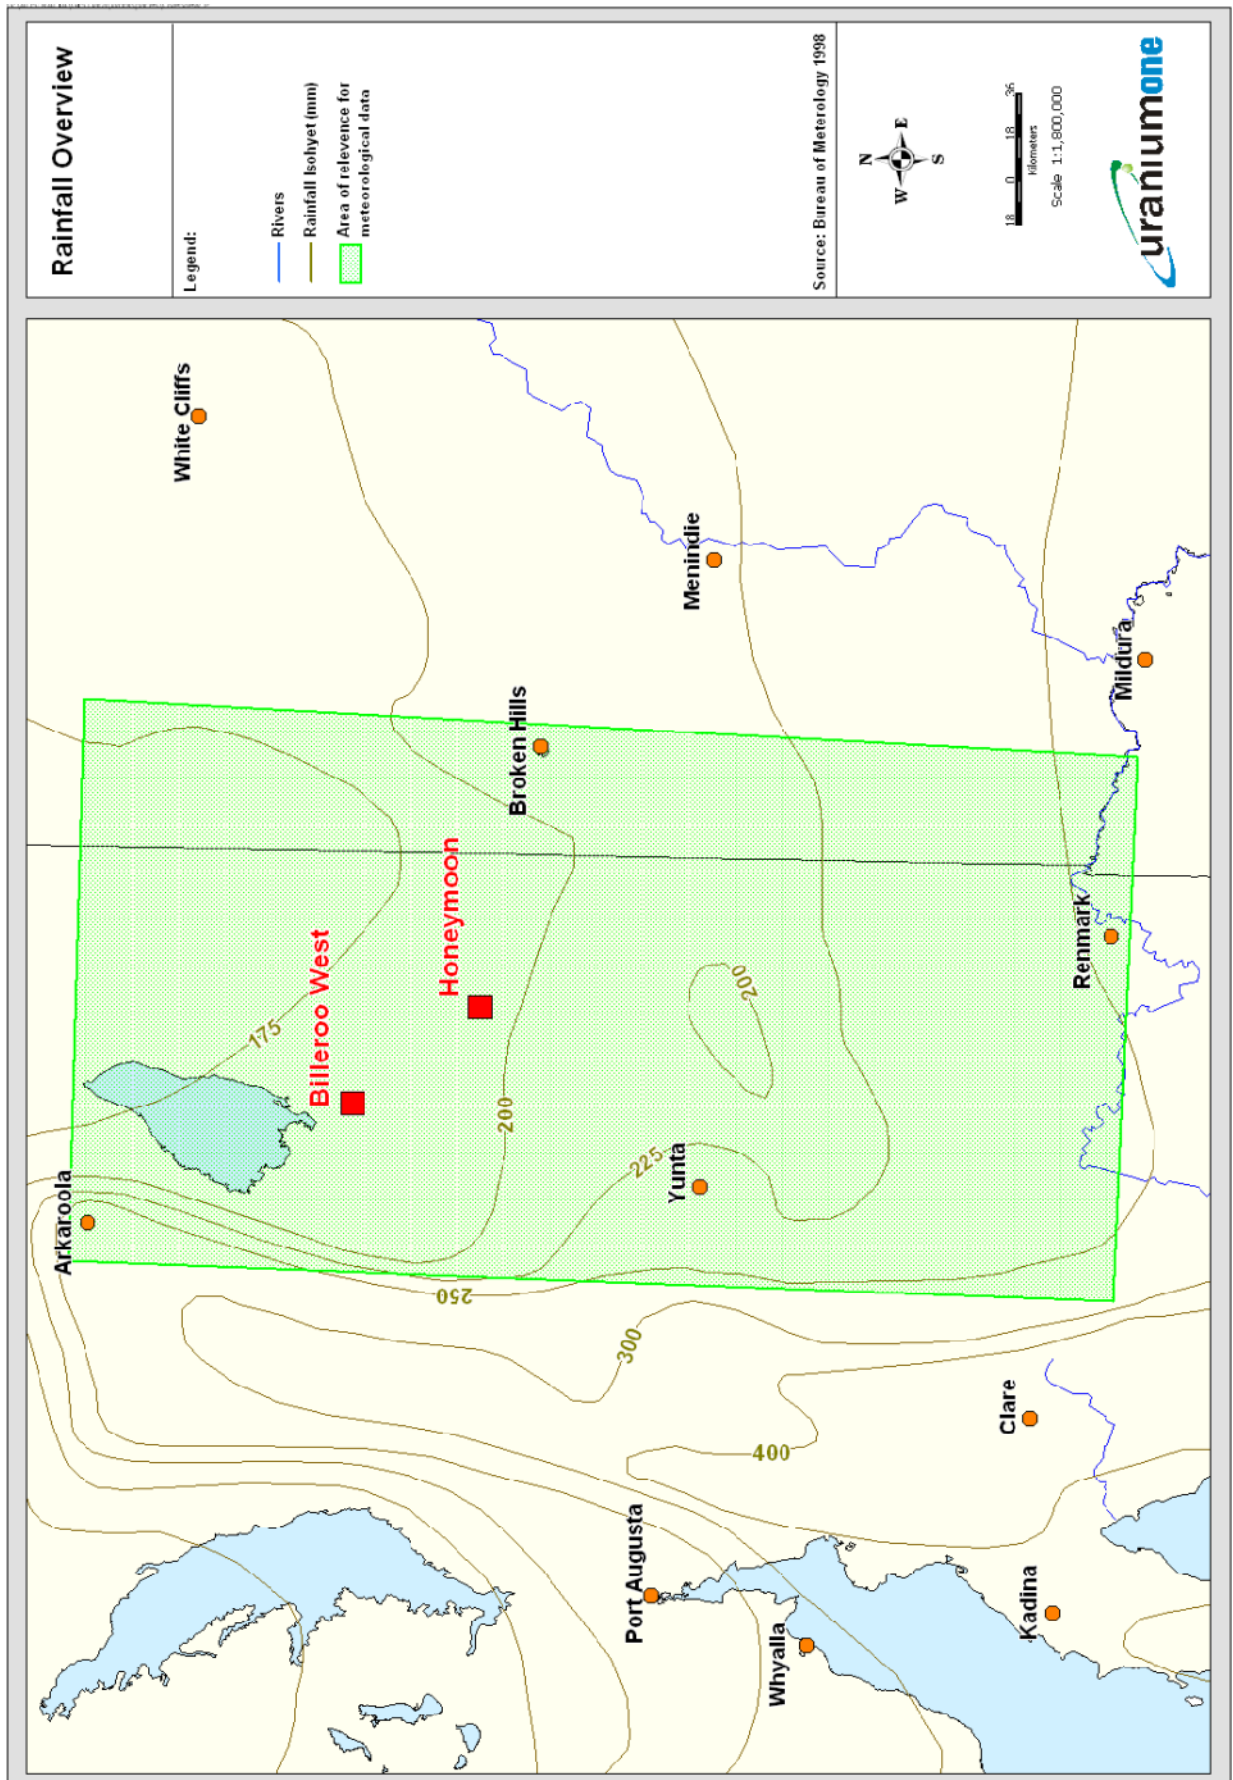 Rainfall Overview
Legend:
Rivers
Rainfall Isohyet (mm)
Area of relevence for
meteorological data
Source: Bureau of Meterology 1998
N
W
E
S
18 0 18 36
Kilometers
Scale 1:1,800,000
uraniumone
White Cliffs
Menindie
Mildura
Broken Hills
Honeymoon
Billeroo West
Renmark
175
200
200
225
Yunta
Arkaroola
250
300
400
Clare
Port Augusta
Whyalla
Kadina